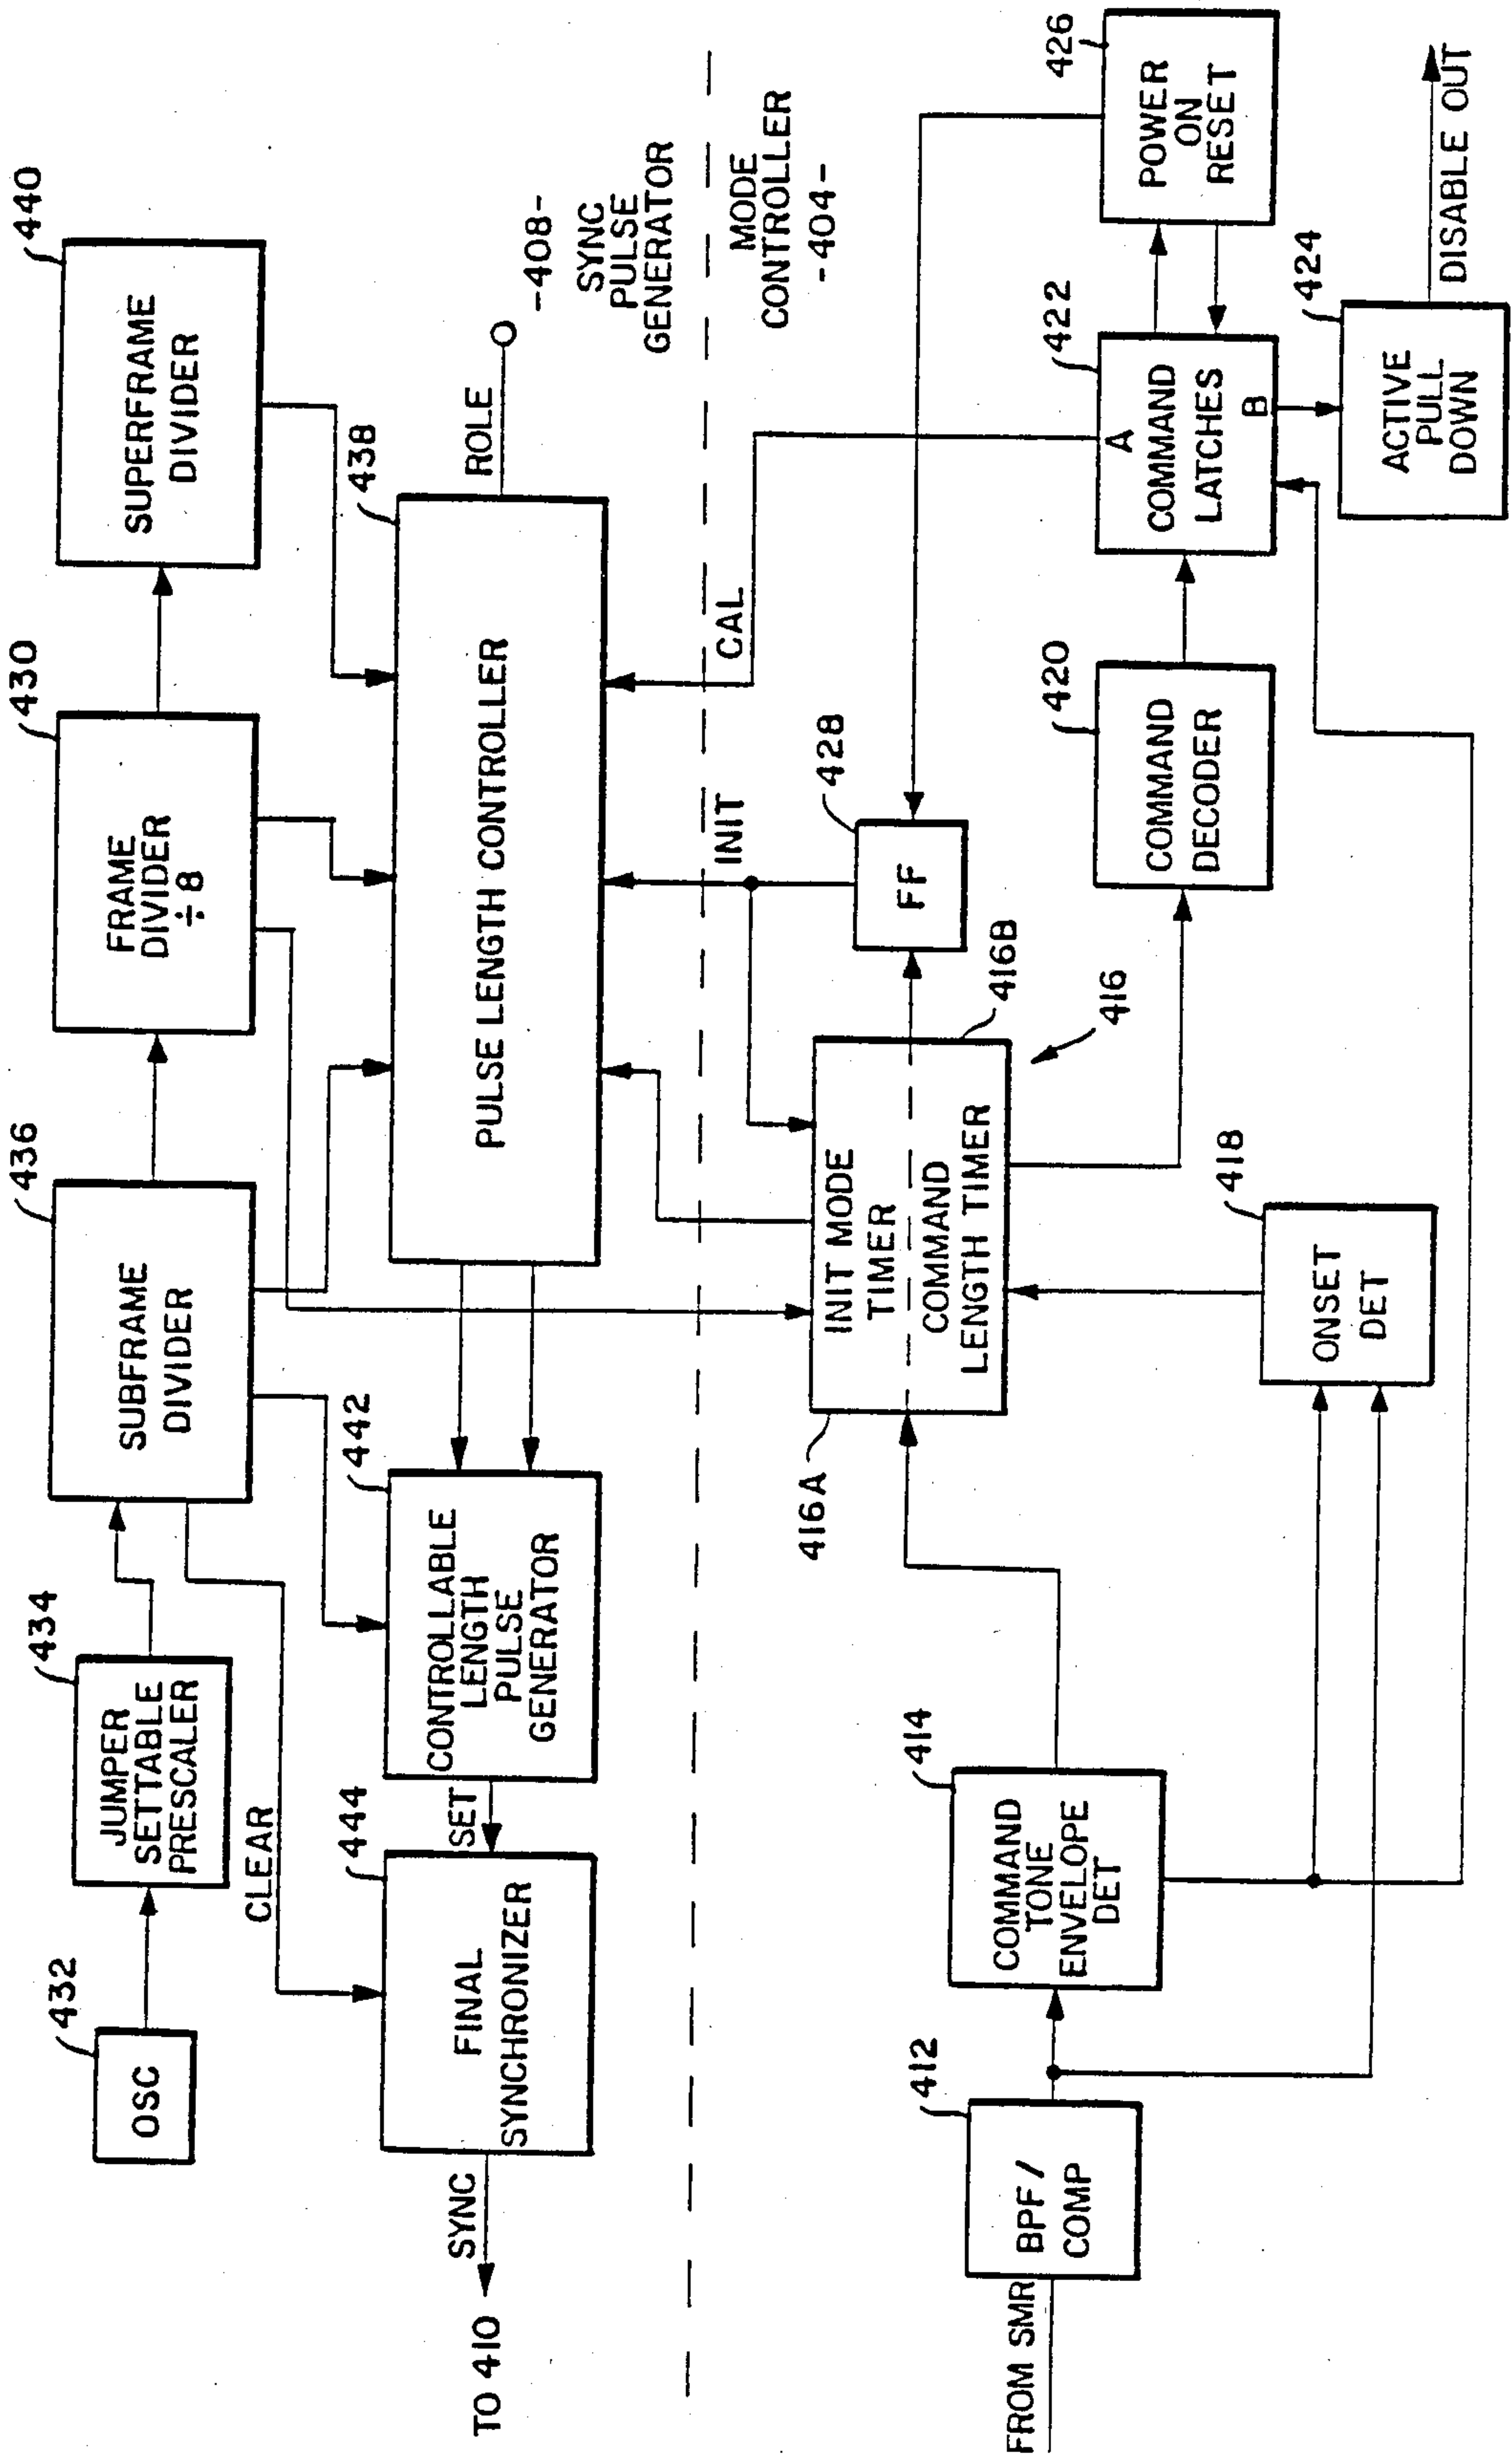 432
OSC
434
JUMPER
SETTABLE
PRESCALER
436
SUBFRAME
DIVIDER
430
FRAME
DIVIDER
÷8
440
SUPERFRAME
DIVIDER
CLEAR
TO 410
SYNC
444
FINAL
SYNCHRONIZER
SET
442
CONTROLLABLE
LENGTH
PULSE
GENERATOR
PULSE LENGTH CONTROLLER
438
ROLE
-408-
SYNC
PULSE
GENERATOR
INIT
CAL
MODE
CONTROLLER
-404-
416A
INIT MODE
TIMER
COMMAND
LENGTH TIMER
416B
416
428
FF
FROM SMR
412
BPF/
COMP
414
COMMAND
TONE
ENVELOPE
DET
418
ONSET
DET
420
COMMAND
DECODER
422
A
COMMAND
LATCHES
B
426
POWER
ON
RESET
424
ACTIVE
PULL
DOWN
DISABLE OUT